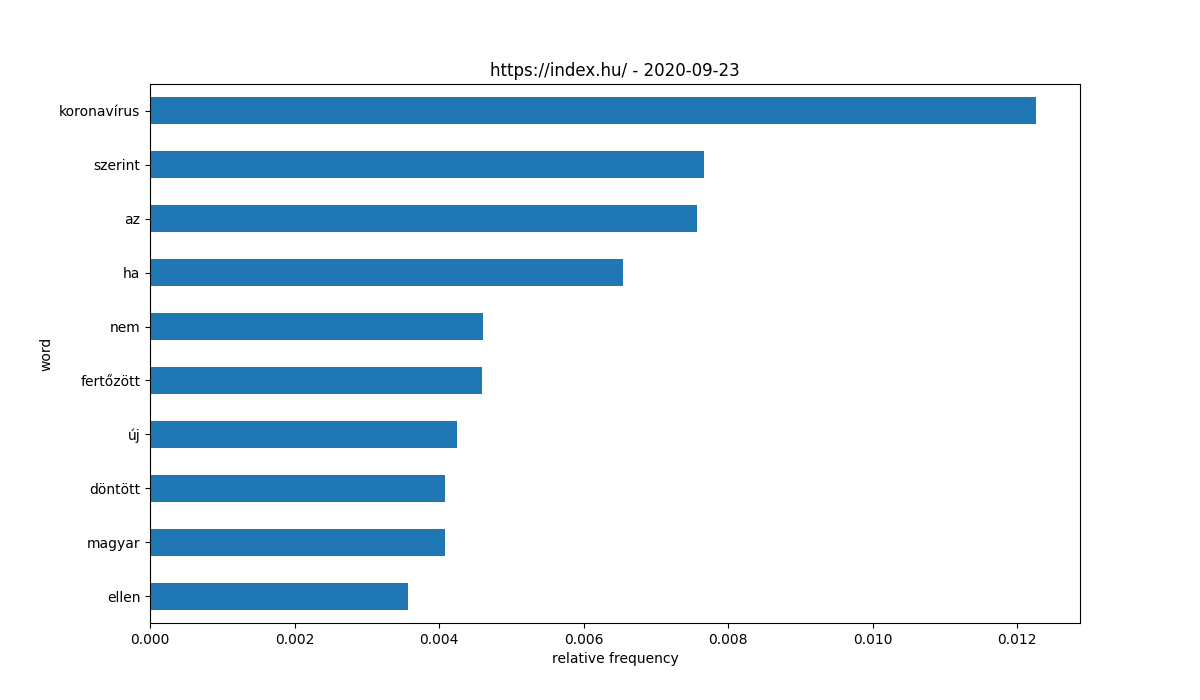 https://index.hu/ - 2020-09-23
koronavírus
szerint
az
ha
nem
fertőzött
új
döntött
magyar
ellen
word
0.000 0.002 0.004 0.006 0.008 0.010 0.012
relative frequency